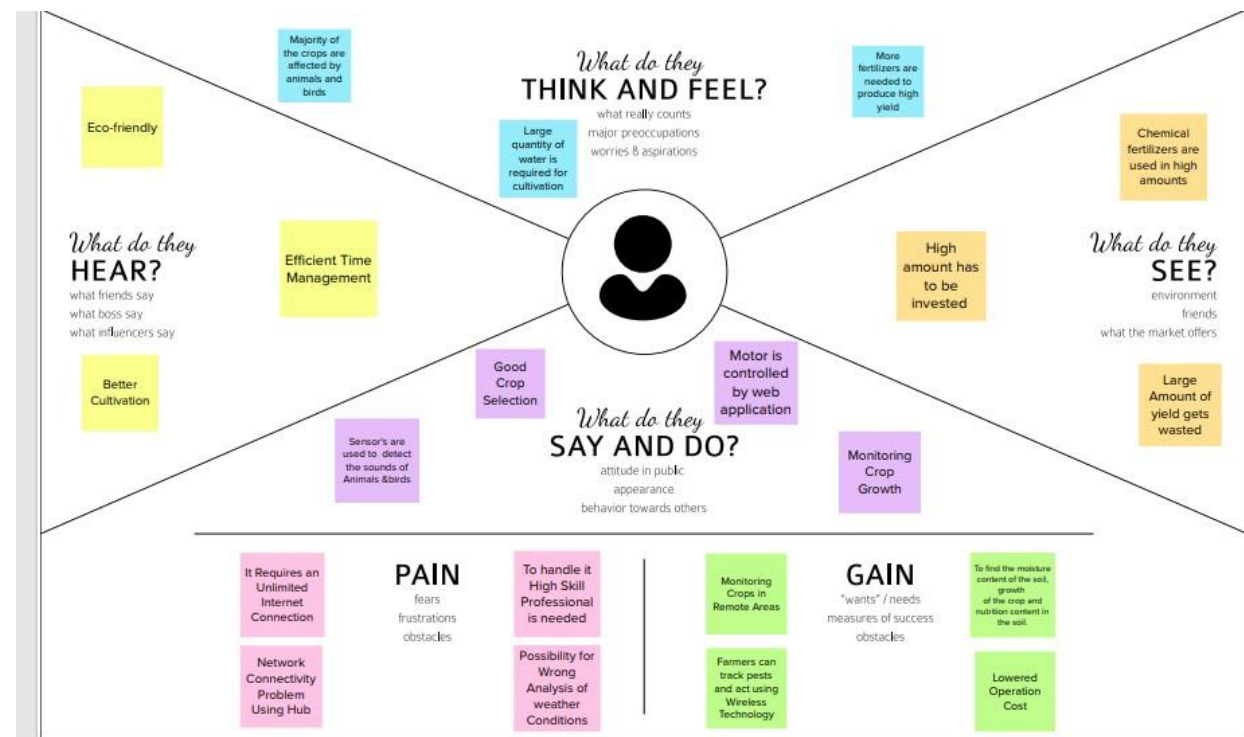 Majority of
the crops are
affected by
animals and
birds
What do they
THINK AND FEEL?
what really counts
major preoccupations
worries & aspirations
Large
quantity of
water is
required for
cultivation
More
fertilizers are
needed to
produce high
yield
Eco-friendly
What do they
HEAR?
what friends say
what boss say
what influencers say
Efficient Time
Management
Better
Cultivation
Chemical
fertilizers are
used in high
amounts
High
amount has
to be
invested
What do they
SEE?
environment
friends
what the market offers
Large
Amount of
yield gets
wasted
Good
Crop
Selection
Motor is
controlled
by web
application
Sensor's are
used to detect
the sounds of
Animals &birds
What do they
SAY AND DO?
attitude in public
appearance
behavior towards others
Monitoring
Crop
Growth
It Requires an
Unlimited
Internet
Connection
PAIN
fears
frustrations
obstacles
To handle it
High Skill
Professional
is needed
Network
Connectivity
Problem
Using Hub
Possibility for
Wrong
Analysis of
weather
Conditions
Monitoring
Crops in
Remote Areas
GAIN
"wants" / needs
measures of success
obstacles
To find the moisture
content of the soil,
growth
of the crop and
nutrition content in
the soil.
Farmers can
track pests
and act using
Wireless
Technology
Lowered
Operation
Cost